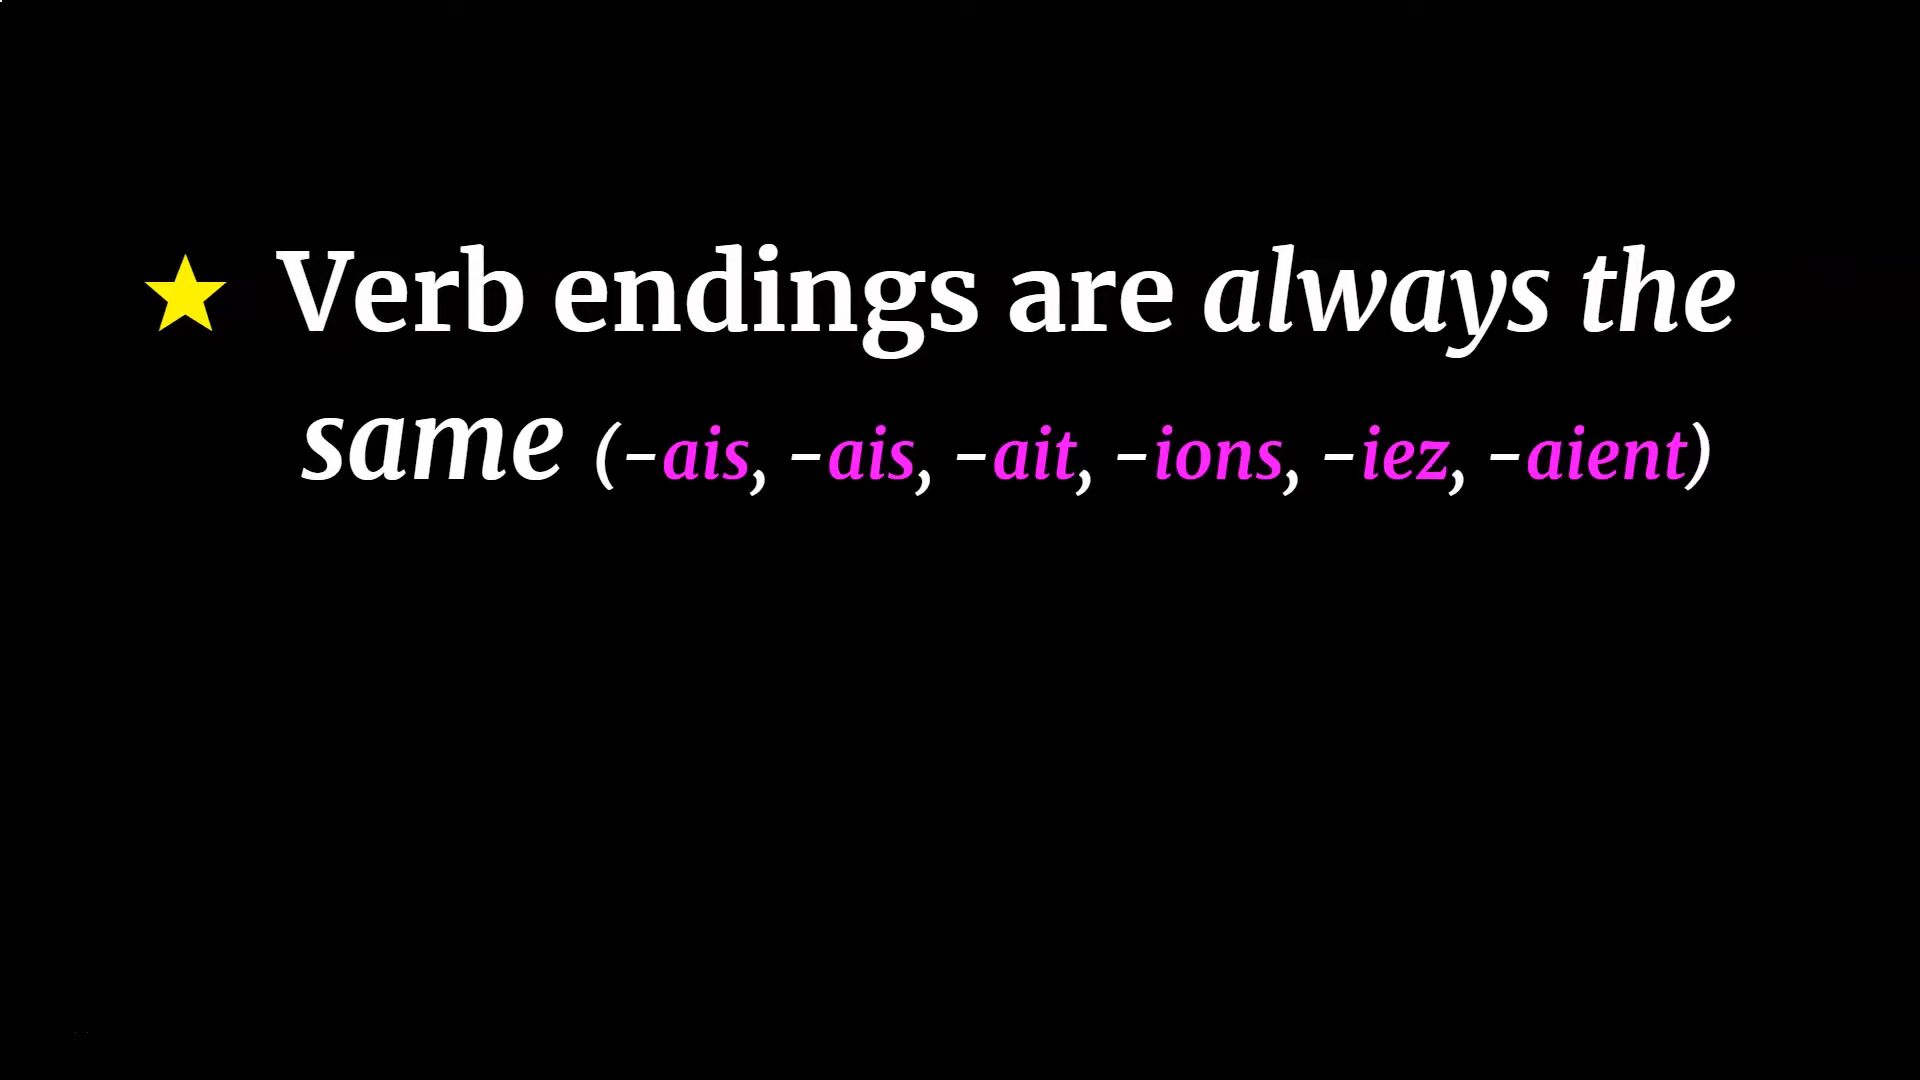 Verb endings are always the
same (-ais, -ais, -ait, -ions, -iez, -aient)